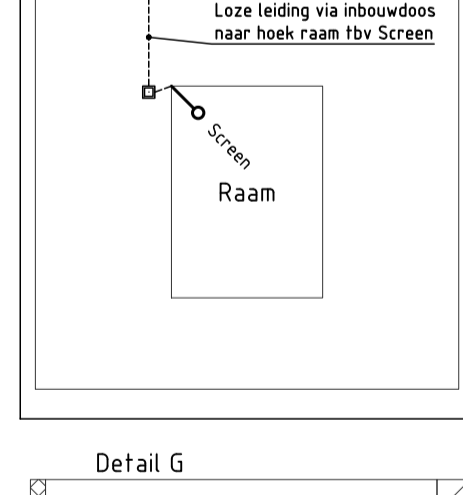 Loze leiding via inbouwdoos
naar hoek raam tbv Screen
Screen
Raam
Detail G